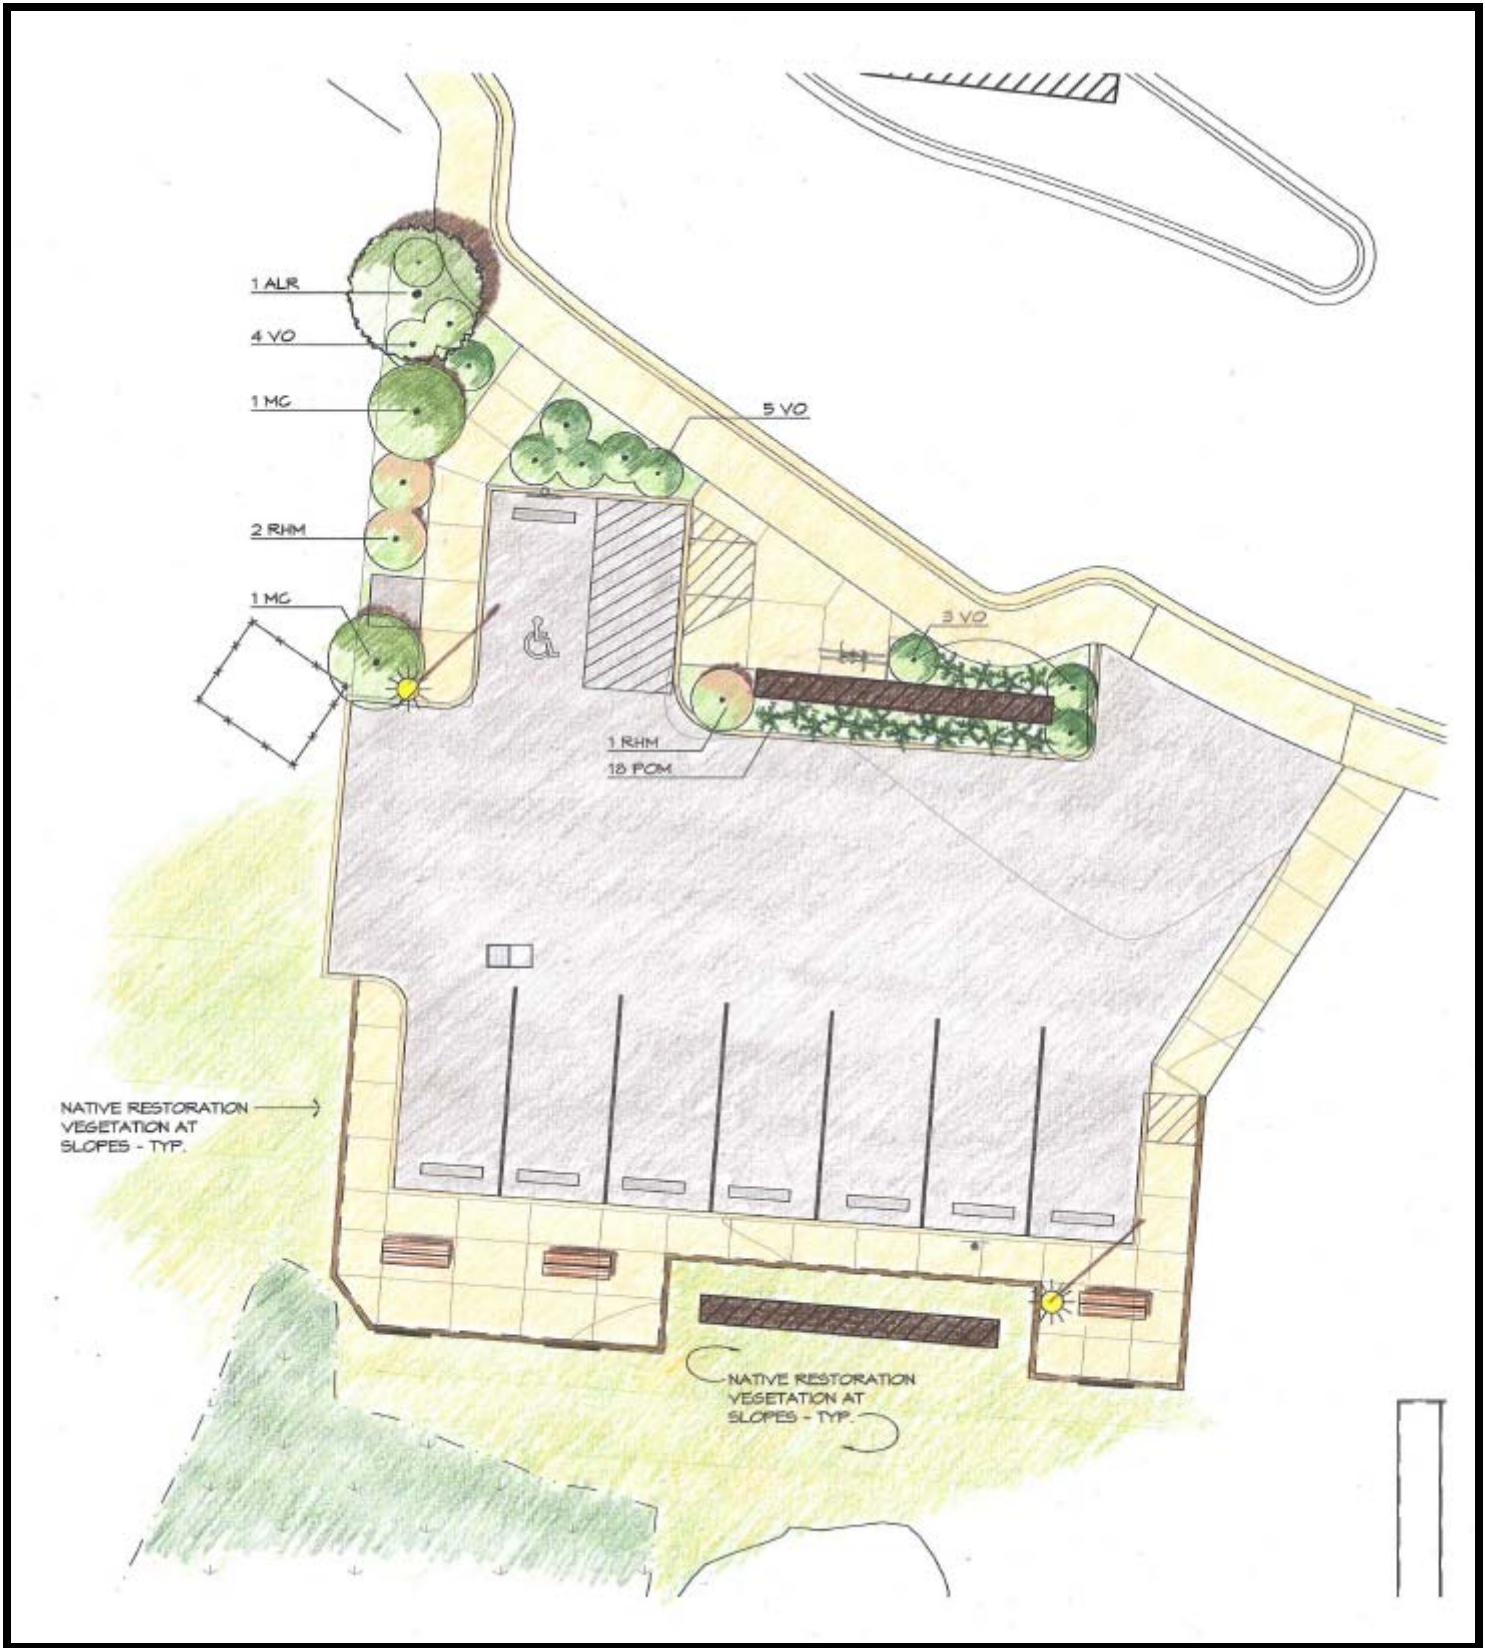 1 ALR
4 VO
1 MC
5 VO
2 RHM
1 MC
3 VO
1 RHM
18 POM
NATIVE RESTORATION
VEGETATION AT
SLOPES - TYP.
NATIVE RESTORATION
VEGETATION AT
SLOPES - TYP.